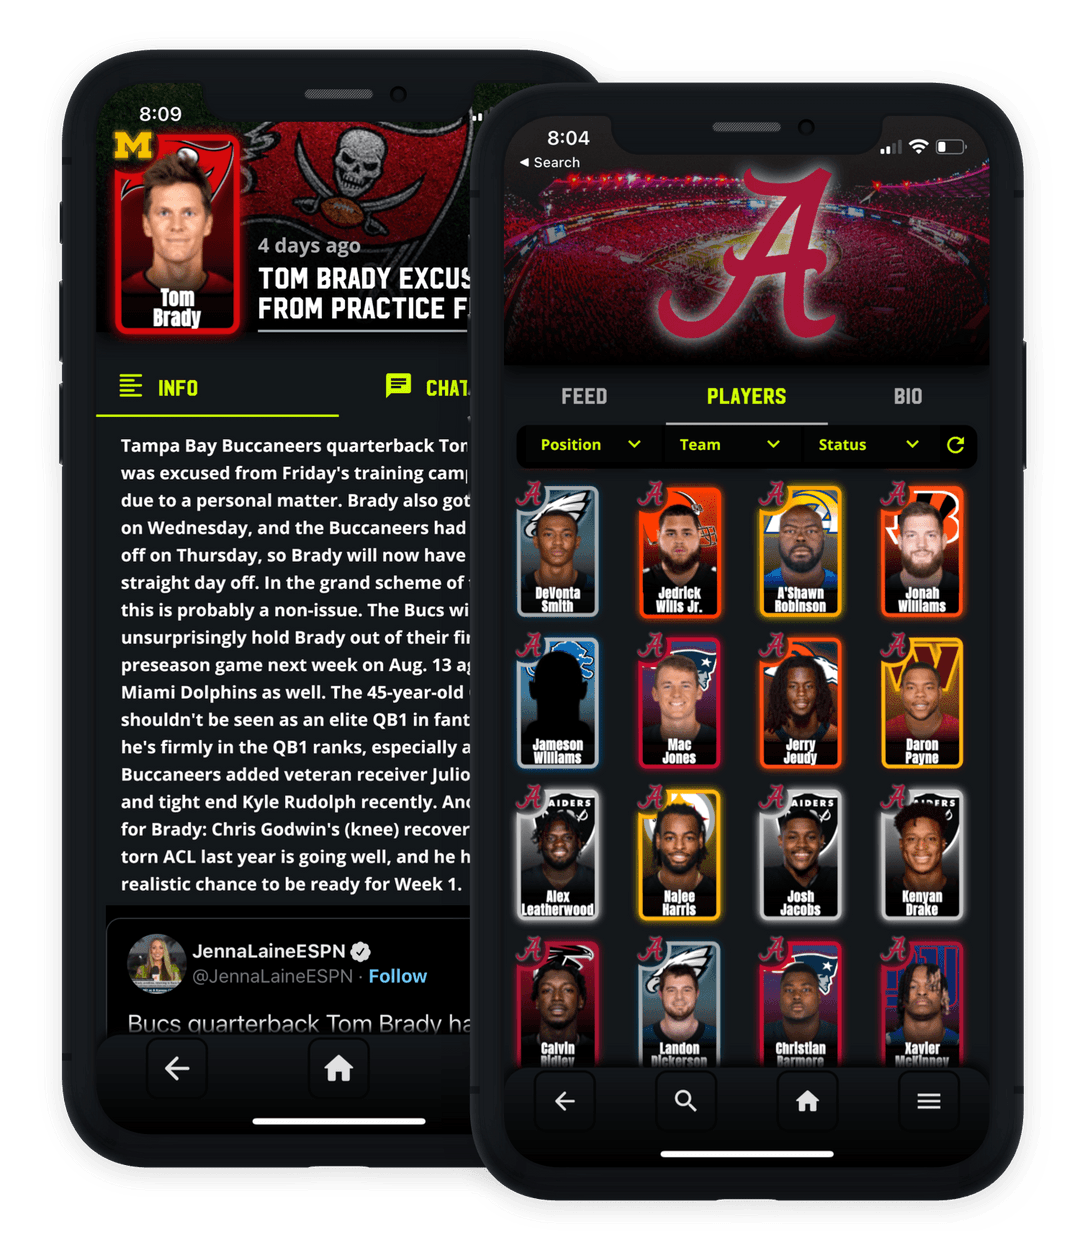 8:09
M
4 days ago
TOM BRADY EXCUS
FROM PRACTICE F
Tom
Brady
INFO
CHAT
Tampa Bay Buccaneers quarterback Tom
was excused from Friday's training camp
due to a personal matter. Brady also got
on Wednesday, and the Buccaneers had
off on Thursday, so Brady will now have
straight day off. In the grand scheme of
this is probably a non-issue. The Bucs wi
unsurprisingly hold Brady out of their fir
preseason game next week on Aug. 13 ag
Miami Dolphins as well. The 45-year-old
shouldn't be seen as an elite QB1 in fant
he's firmly in the QB1 ranks, especially a
Buccaneers added veteran receiver Julio
and tight end Kyle Rudolph recently. Ano
for Brady: Chris Godwin's (knee) recover
torn ACL last year is going well, and he h
realistic chance to be ready for Week 1.
JennaLaineESPN
@JennaLaineESPN · Follow
Bucs quarterback Tom Brady ha
8:04
Search
A
FEED PLAYERS BIO
Position Team Status
DeVonta
Smith
Jedrick
Wills Jr.
A'Shawn
Robinson
Jonah
Williams
Jameson
Williams
Mac
Jones
Jerry
Jeudy
Daron
Payne
Alex
Leatherwood
Najee
Harris
Josh
Jacobs
Kenyan
Drake
Calvin
Ridley
Landon
Dickerson
Christian
Barmore
Xavier
McKinney